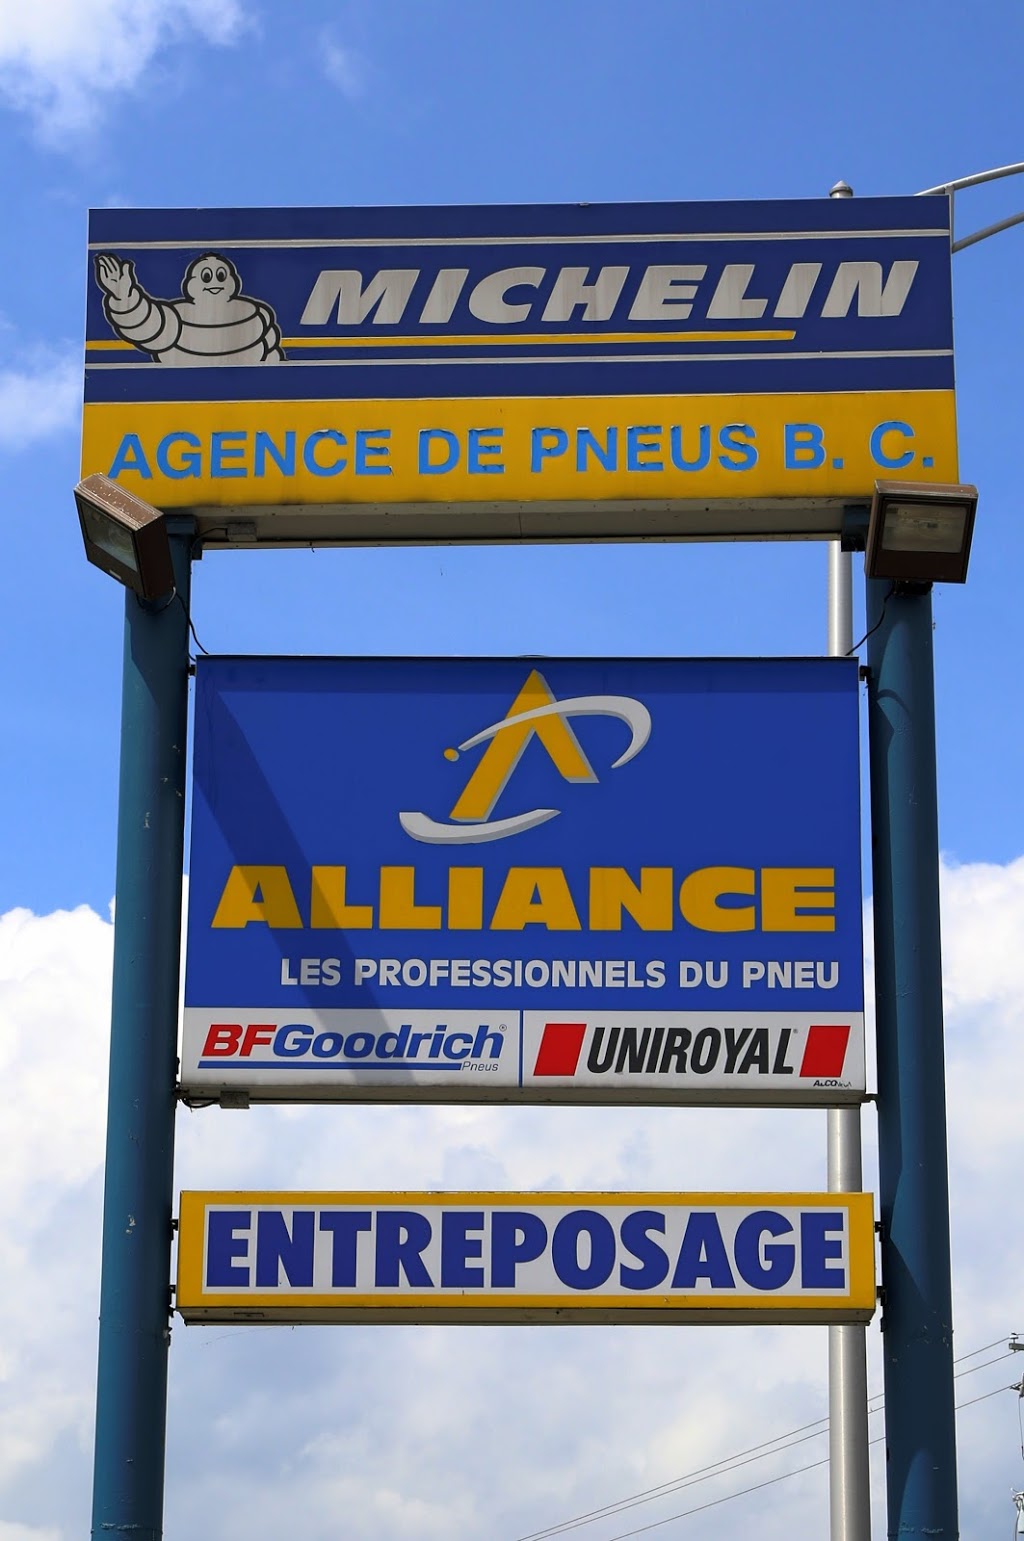 MICHELIN
AGENCE DE PNEUS B. C.
ALLIANCE
LES PROFESSIONNELS DU PNEU
BFGoodrich®
Pneus
UNIROYAL®
ENTREPOSAGE